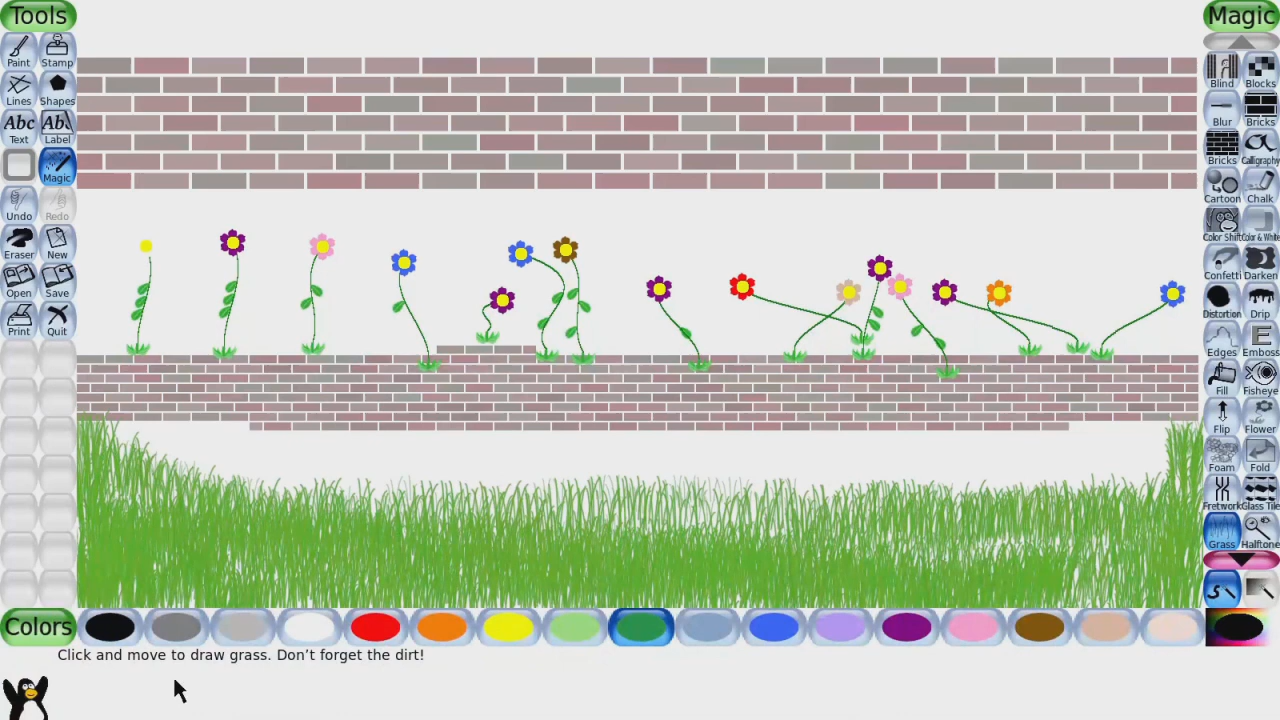 Tools
Magic
Paint
Stamp
Lines
Shapes
Abc
Text
Abc
Label
Magic
Undo
Redo
Eraser
New
Open
Save
Print
Quit
Blind
Blocks
Blur
Bricks
Bricks
Calligraphy
Cartoon
Chalk
Color Shift
Color & White
Confetti
Darken
Distortion
Drip
Edges
Emboss
Fill
Fisheye
Flip
Flower
Foam
Fold
Fretwork
Glass Tile
Grass
Halftone
Colors
Click and move to draw grass. Don’t forget the dirt!